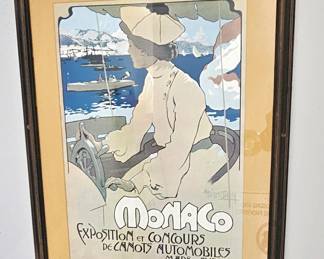 MONACO
EXPOSITION ET CONCOURS
DE CANOTS AUTOMOBILES